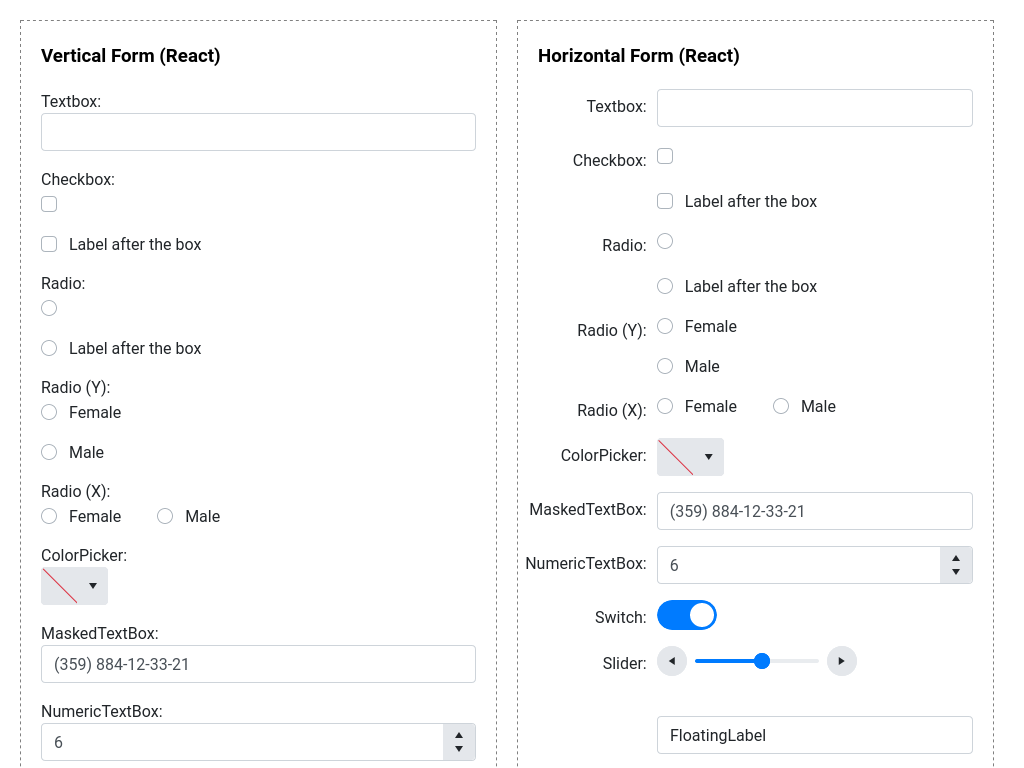 Vertical Form (React)
Textbox:
Checkbox:
Label after the box
Radio:
Label after the box
Radio (Y):
Female
Male
Radio (X):
Female Male
ColorPicker:
MaskedTextBox:
(359) 884-12-33-21
NumericTextBox:
6
Horizontal Form (React)
Textbox:
Checkbox:
Label after the box
Radio:
Label after the box
Radio (Y): Female
Male
Radio (X): Female Male
ColorPicker:
MaskedTextBox: (359) 884-12-33-21
NumericTextBox: 6
Switch:
Slider:
FloatingLabel